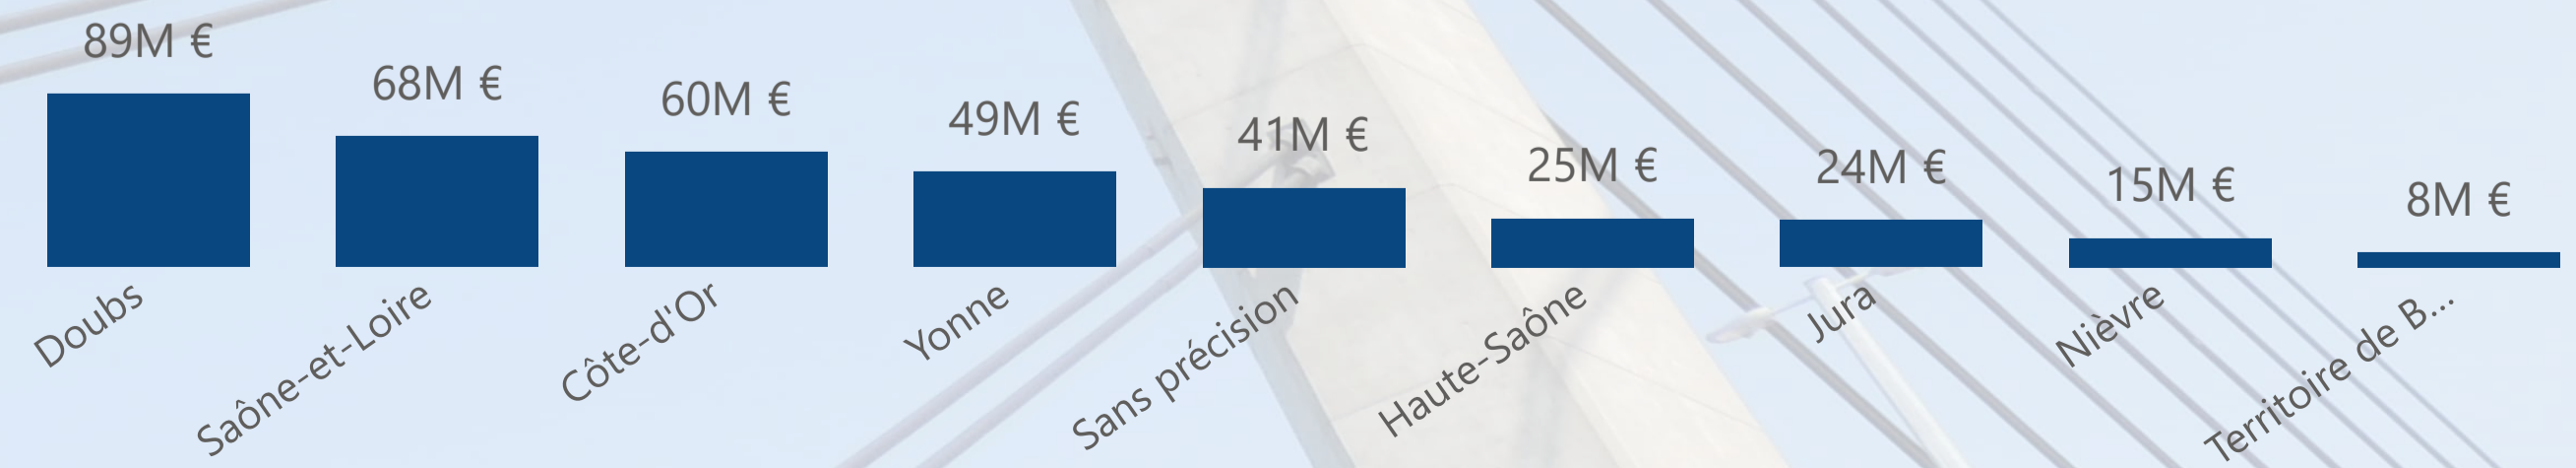 89M €
68M €
60M €
49M €
41M €
25M €
24M €
15M €
8M €
Doubs
Saône-et-Loire
Côte-d'Or
Yonne
Sans précision
Haute-Saône
Jura
Nièvre
Territoire de B...